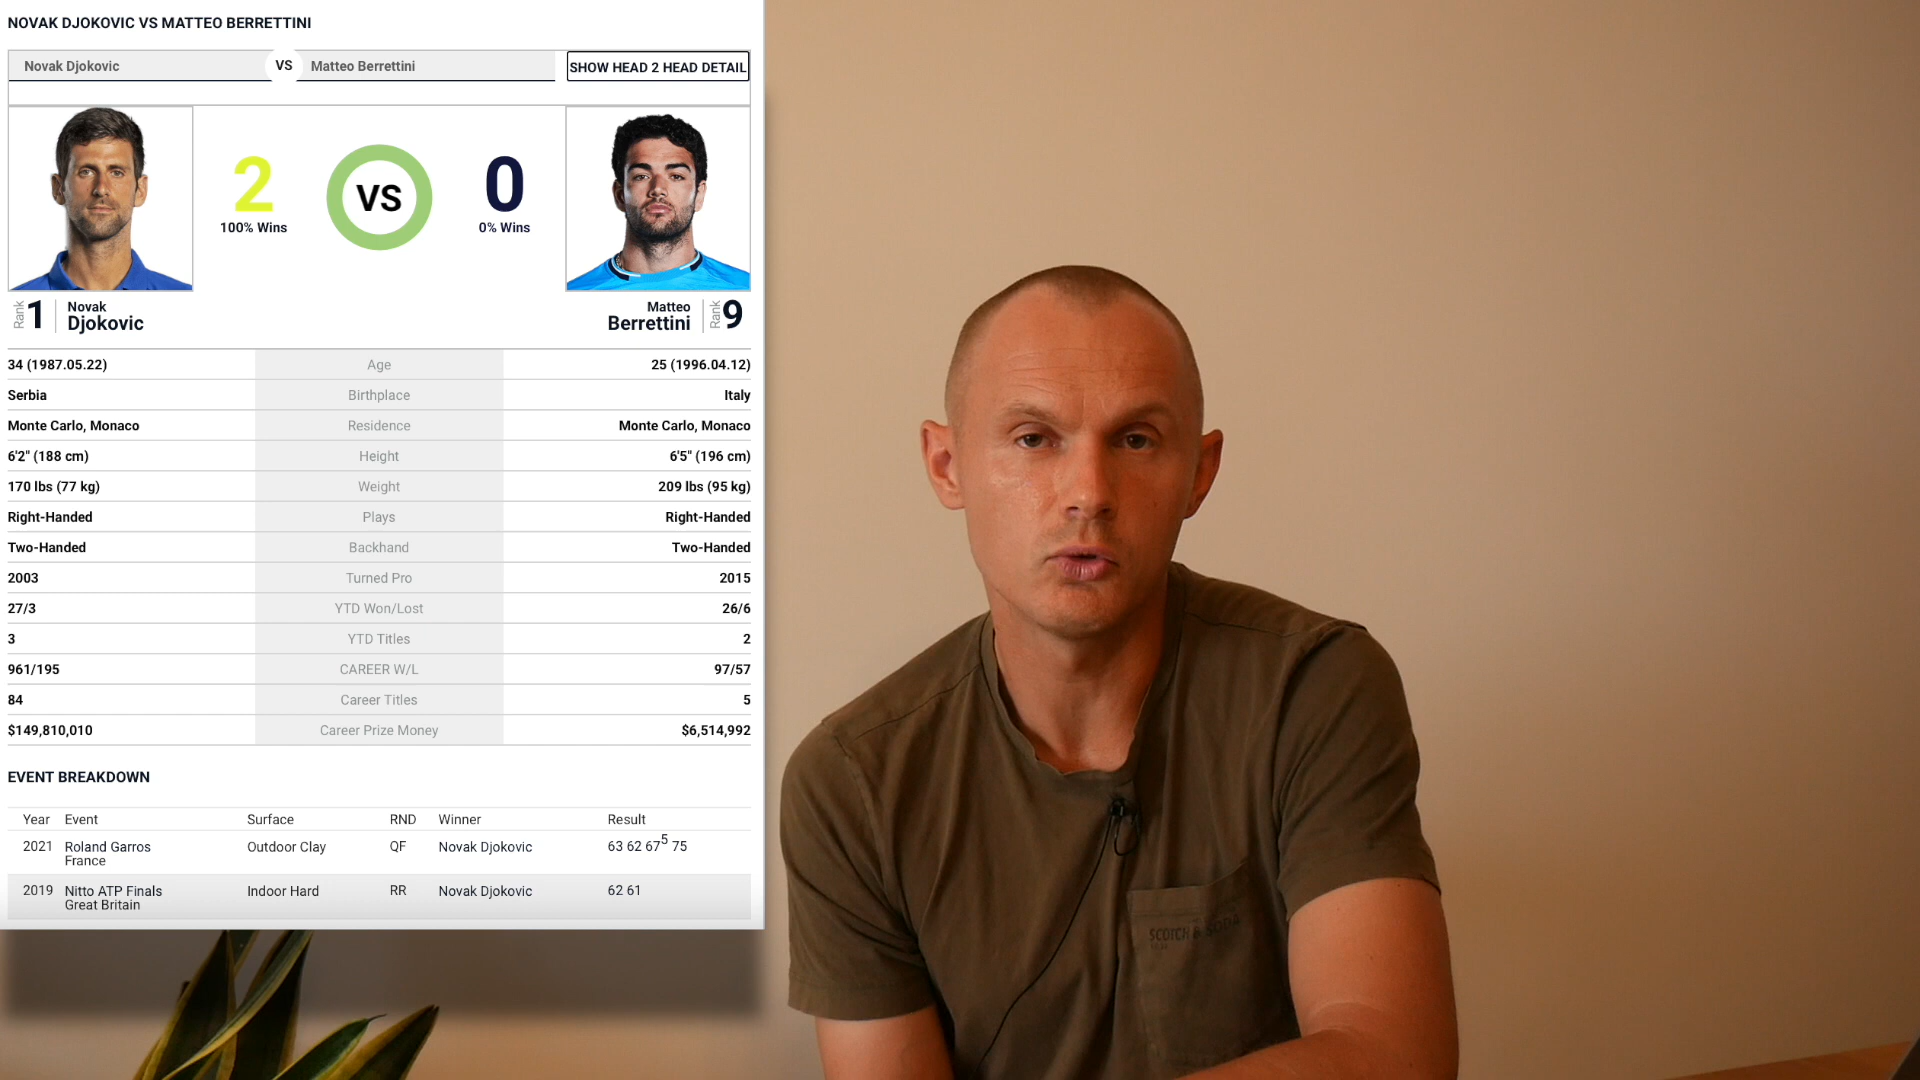 NOVAK DJOKOVIC VS MATTEO BERRETTINI
Novak Djokovic VS Matteo Berrettini SHOW HEAD 2 HEAD DETAIL
2 VS 0
100% Wins 0% Wins
Rank 1 Novak Djokovic Matteo Berrettini Rank 9
34 (1987.05.22) Age 25 (1996.04.12)
Serbia Birthplace Italy
Monte Carlo, Monaco Residence Monte Carlo, Monaco
6'2" (188 cm) Height 6'5" (196 cm)
170 lbs (77 kg) Weight 209 lbs (95 kg)
Right-Handed Plays Right-Handed
Two-Handed Backhand Two-Handed
2003 Turned Pro 2015
27/3 YTD Won/Lost 26/6
3 YTD Titles 2
961/195 CAREER W/L 97/57
84 Career Titles 5
$149,810,010 Career Prize Money $6,514,992
EVENT BREAKDOWN
Year Event Surface RND Winner Result
2021 Roland Garros Outdoor Clay QF Novak Djokovic 63 62 67⁵ 75
France
2019 Nitto ATP Finals Indoor Hard RR Novak Djokovic 62 61
Great Britain
SCOTCH & SODA